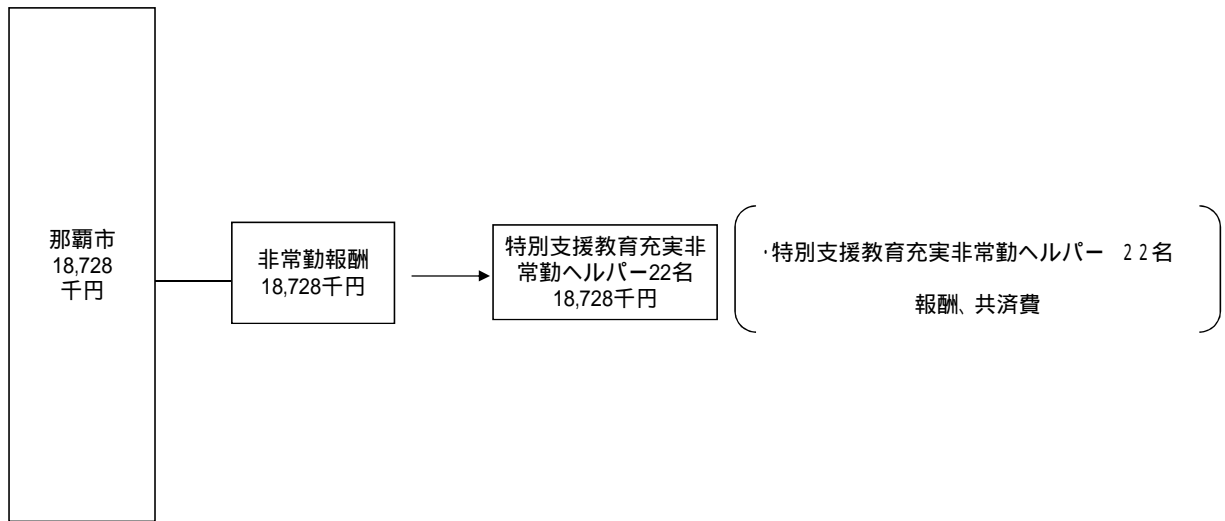 那覇市
18,728
千円
非常勤報酬
18,728千円
特別支援教育充実非
常勤ヘルパー22名
18,728千円
・特別支援教育充実非常勤ヘルパー　２２名
報酬、共済費